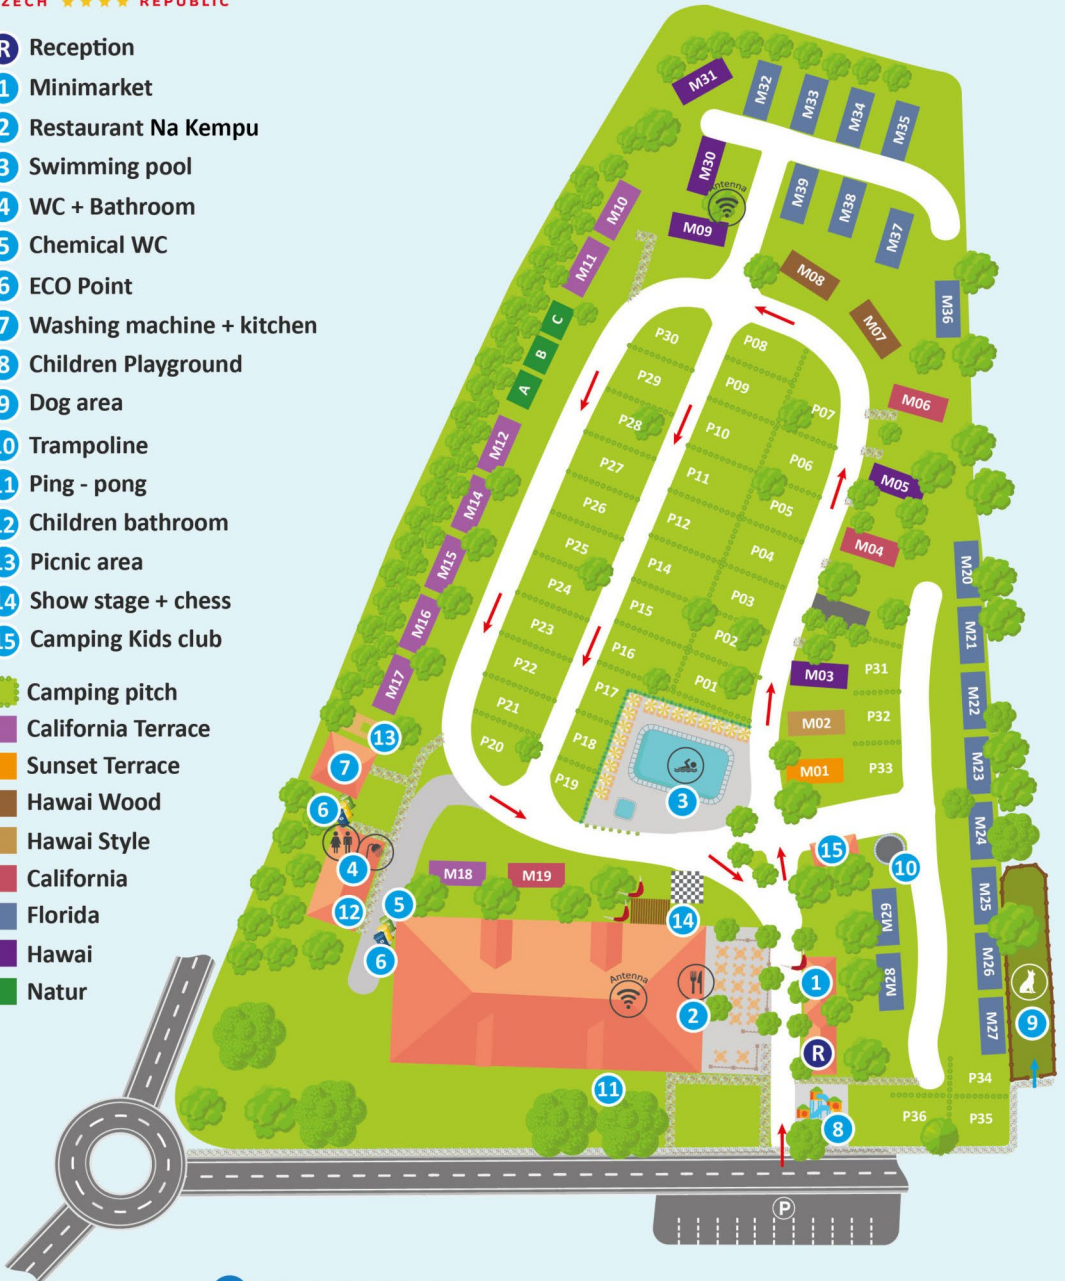 ZECH ★★★★ REPUBLIC
R Reception
1 Minimarket
2 Restaurant Na Kempu
3 Swimming pool
4 WC + Bathroom
5 Chemical WC
6 ECO Point
7 Washing machine + kitchen
8 Children Playground
9 Dog area
10 Trampoline
11 Ping - pong
12 Children bathroom
13 Picnic area
14 Show stage + chess
15 Camping Kids club
Camping pitch
California Terrace
Sunset Terrace
Hawai Wood
Hawai Style
California
Florida
Hawai
Natur
M31
M32
M33
M34
M35
M30
Antenna
M39
M38
M37
M10
M09
M11
M08
M36
M07
C
B
A
P30
P08
P29
P09
P07
M06
P28
P10
M12
P27
P11
P06
M05
M14
P26
P12
P05
M04
M15
P25
P14
P04
M20
M16
P24
P15
P03
M21
P23
P16
P02
M17
P22
P17
P01
M03
P31
M22
P21
P18
M02
P32
13
P20
P19
M01
P33
M23
7
3
6
M24
4
M18
M19
15
10
12
5
14
M29
M25
6
Antenna
2
1
M28
M26
M27
9
R
11
P34
8
P36
P35
P